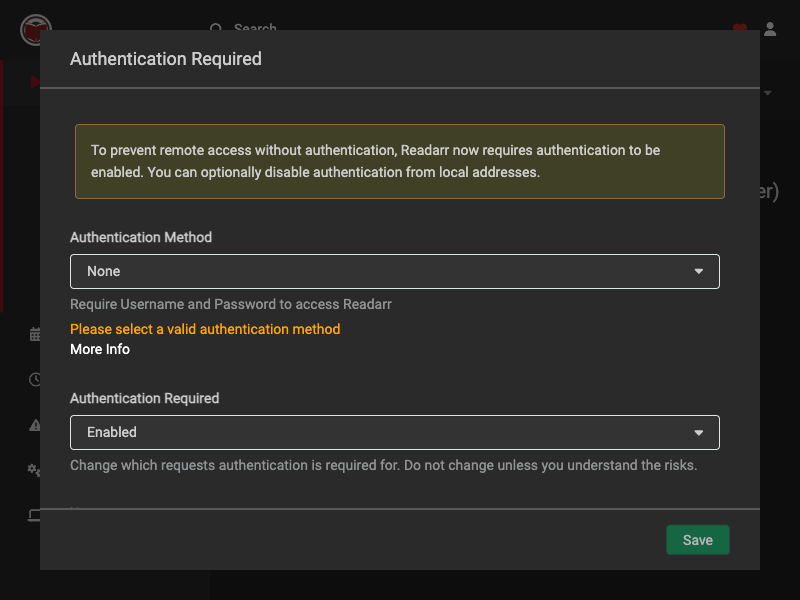 Search
Authentication Required
To prevent remote access without authentication, Readarr now requires authentication to be
enabled. You can optionally disable authentication from local addresses.
er)
Authentication Method
None
Require Username and Password to access Readarr
Please select a valid authentication method
More Info
Authentication Required
Enabled
Change which requests authentication is required for. Do not change unless you understand the risks.
Save